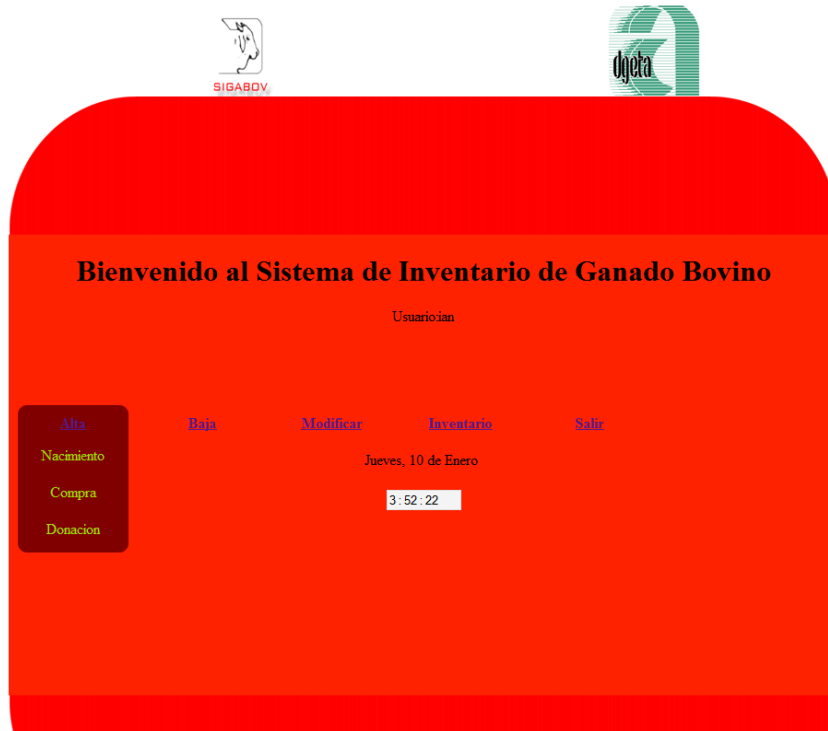 SIGABOV
dgeta
Bienvenido al Sistema de Inventario de Ganado Bovino
Usuario:ian
Alta Baja Modificar Inventario Salir
Nacimiento
Jueves, 10 de Enero
Compra
3 : 52 : 22
Donacion